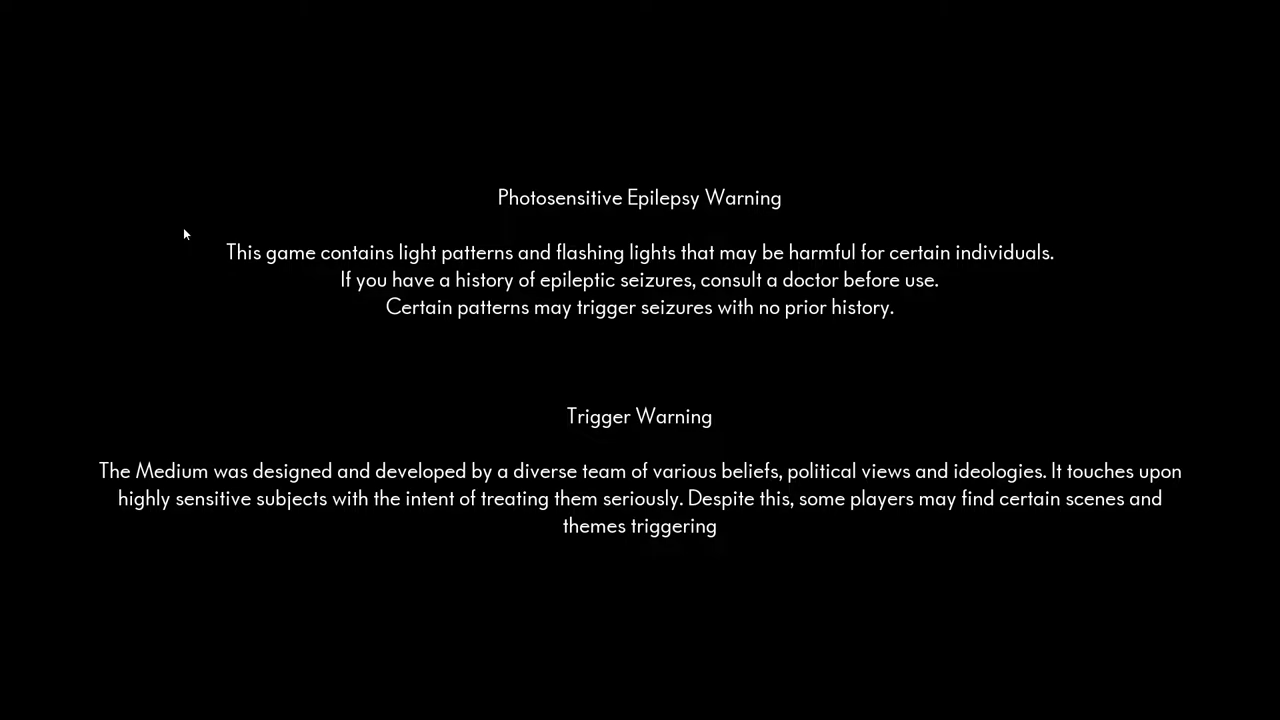 Photosensitive Epilepsy Warning
This game contains light patterns and flashing lights that may be harmful for certain individuals.
If you have a history of epileptic seizures, consult a doctor before use.
Certain patterns may trigger seizures with no prior history.
Trigger Warning
The Medium was designed and developed by a diverse team of various beliefs, political views and ideologies. It touches upon
highly sensitive subjects with the intent of treating them seriously. Despite this, some players may find certain scenes and
themes triggering